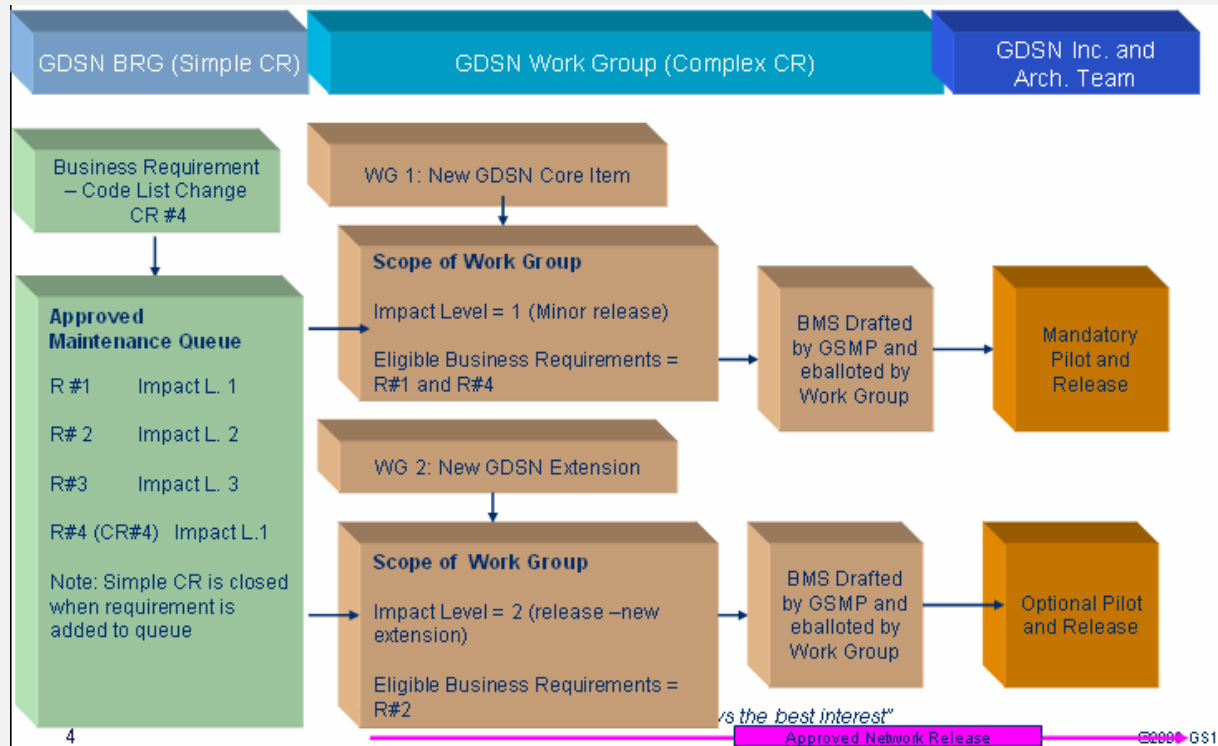 GDSN BRG (Simple CR)
GDSN Work Group (Complex CR)
GDSN Inc. and
Arch. Team
Business Requirement
– Code List Change
CR #4
Approved
Maintenance Queue
R #1 Impact L. 1
R# 2 Impact L. 2
R#3 Impact L. 3
R#4 (CR#4) Impact L.1
Note: Simple CR is closed
when requirement is
added to queue
WG 1: New GDSN Core Item
Scope of Work Group
Impact Level = 1 (Minor release)
Eligible Business Requirements =
R#1 and R#4
BMS Drafted
by GSMP and
eballoted by
Work Group
Mandatory
Pilot and
Release
WG 2: New GDSN Extension
Scope of Work Group
Impact Level = 2 (release –new
extension)
Eligible Business Requirements =
R#2
BMS Drafted
by GSMP and
eballoted by
Work Group
Optional Pilot
and Release
the best interest"
4
Approved Network Release
GS1